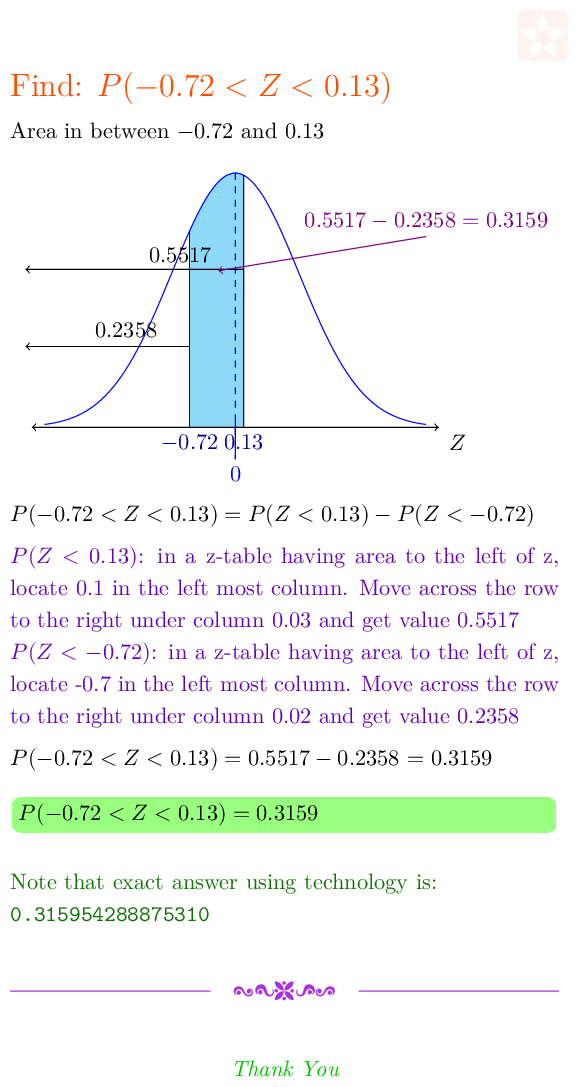 Find: P(−0.72 < Z < 0.13)
Area in between −0.72 and 0.13
0.5517 − 0.2358 = 0.3159
0.5517
0.2358
−0.72 0.13
Z
0
P(−0.72 < Z < 0.13) = P(Z < 0.13) − P(Z < −0.72)
P(Z < 0.13): in a z-table having area to the left of z,
locate 0.1 in the left most column. Move across the row
to the right under column 0.03 and get value 0.5517
P(Z < −0.72): in a z-table having area to the left of z,
locate -0.7 in the left most column. Move across the row
to the right under column 0.02 and get value 0.2358
P(−0.72 < Z < 0.13) = 0.5517 − 0.2358 = 0.3159
P(−0.72 < Z < 0.13) = 0.3159
Note that exact answer using technology is:
0.315954288875310
Thank You